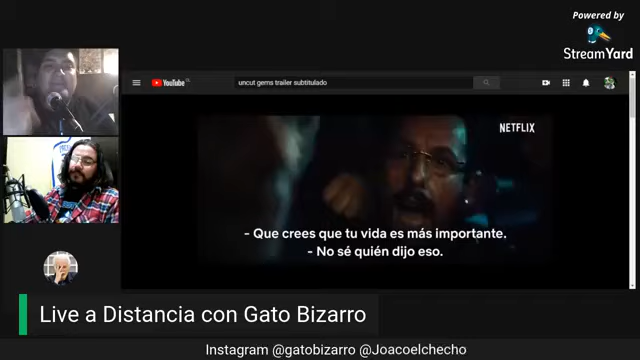 Powered by
StreamYard
YouTube
uncut gems trailer subtitulado
NETFLIX
- Que crees que tu vida es más importante.
- No sé quién dijo eso.
Live a Distancia con Gato Bizarro
Instagram @gatobizarro @Joacoelchecho